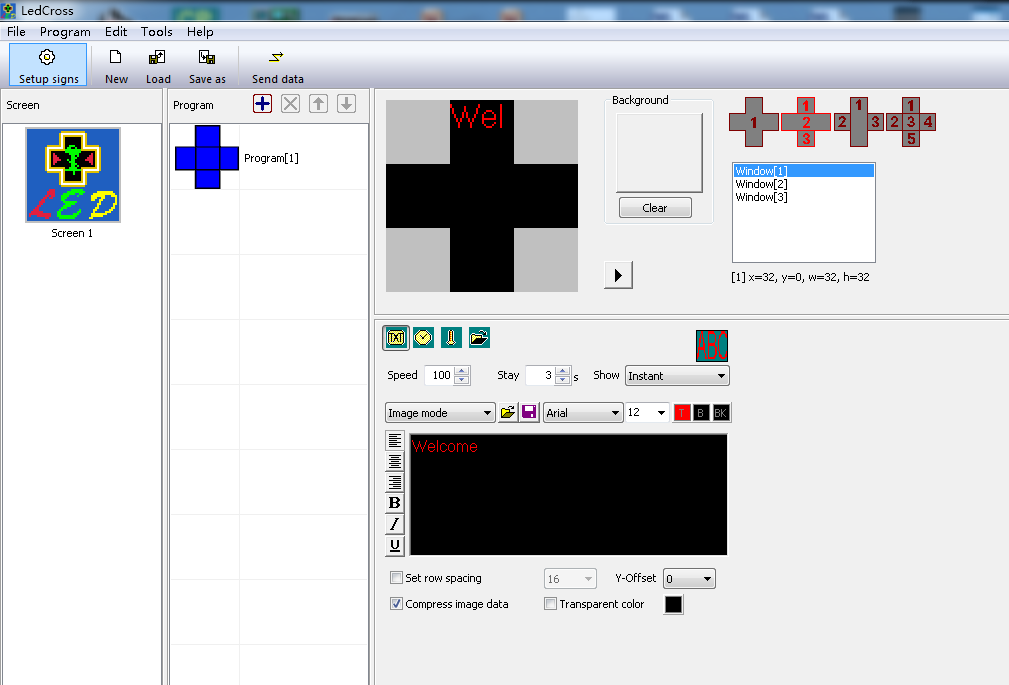 LedCross
File Program Edit Tools Help
Setup signs New Load Save as Send data
Screen
LED
Screen 1
Program
Program[1]
Wel
Background
Clear
1
1
2
3
1
2 3
1
2 3 4
5
Window[1]
Window[2]
Window[3]
[1] x=32, y=0, w=32, h=32
TXT
ABC
Speed 100 Stay 3 s Show Instant
Image mode Arial 12 T B BK
Welcome
B
I
U
Set row spacing 16 Y-Offset 0
Compress image data Transparent color